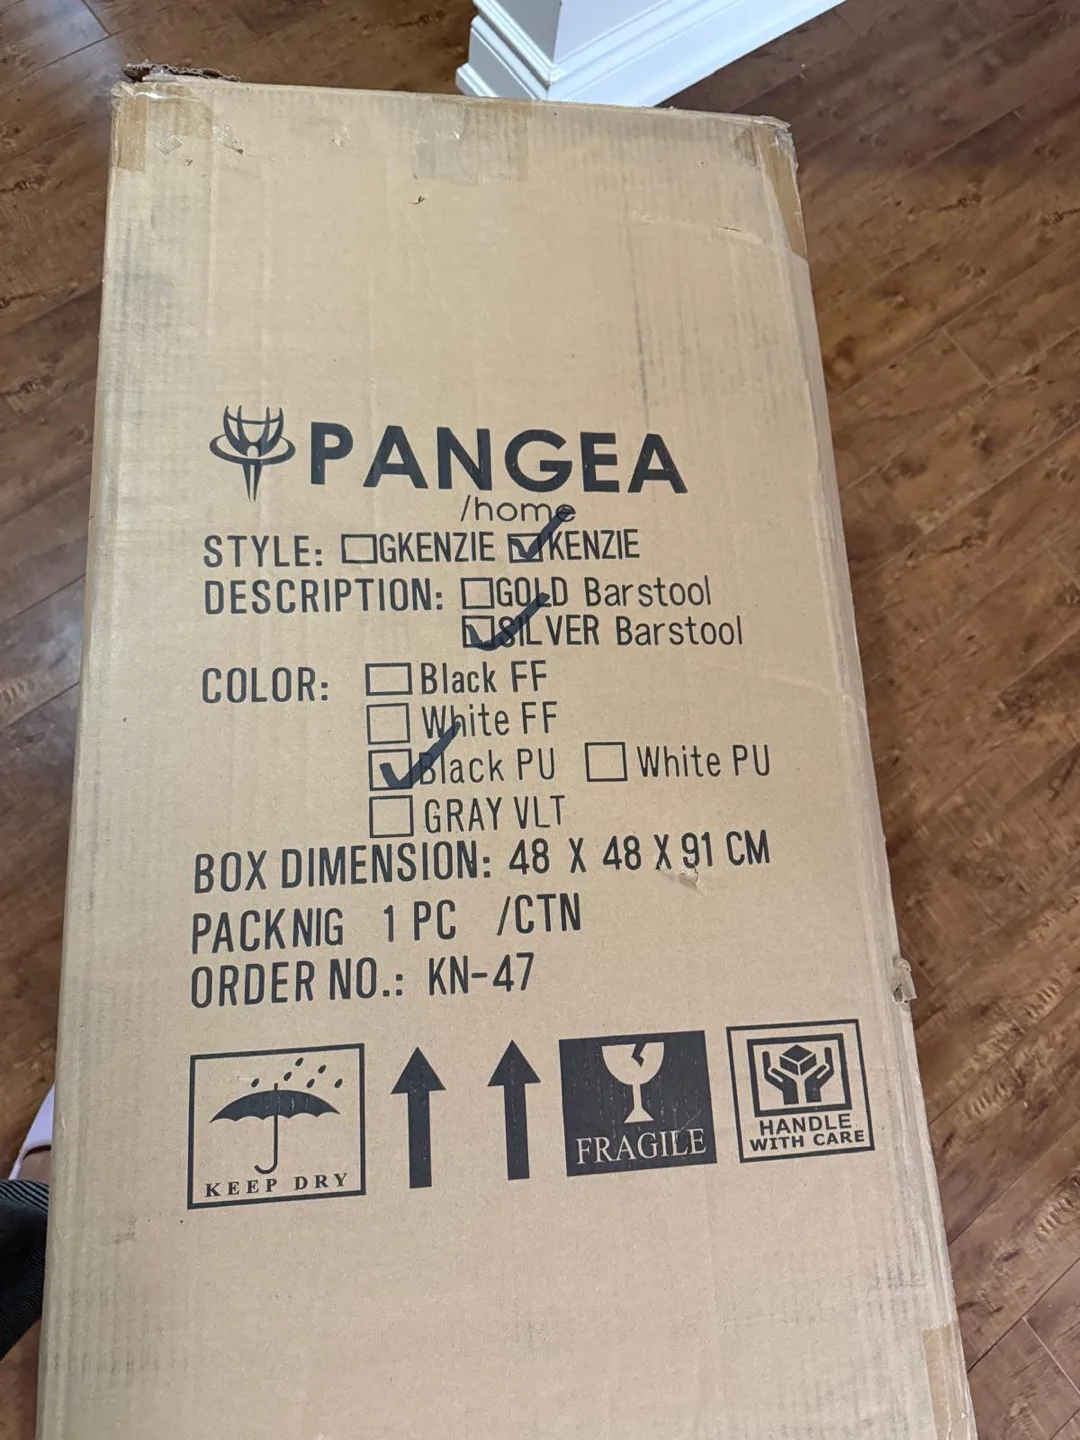 PANGEA
/home
STYLE: GKENZIE KENZIE
DESCRIPTION: GOLD Barstool
SILVER Barstool
COLOR: Black FF
White FF
Black PU White PU
GRAY VLT
BOX DIMENSION: 48 X 48 X 91 CM
PACKNIG 1 PC /CTN
ORDER NO.: KN-47
KEEP DRY
FRAGILE
HANDLE
WITH CARE